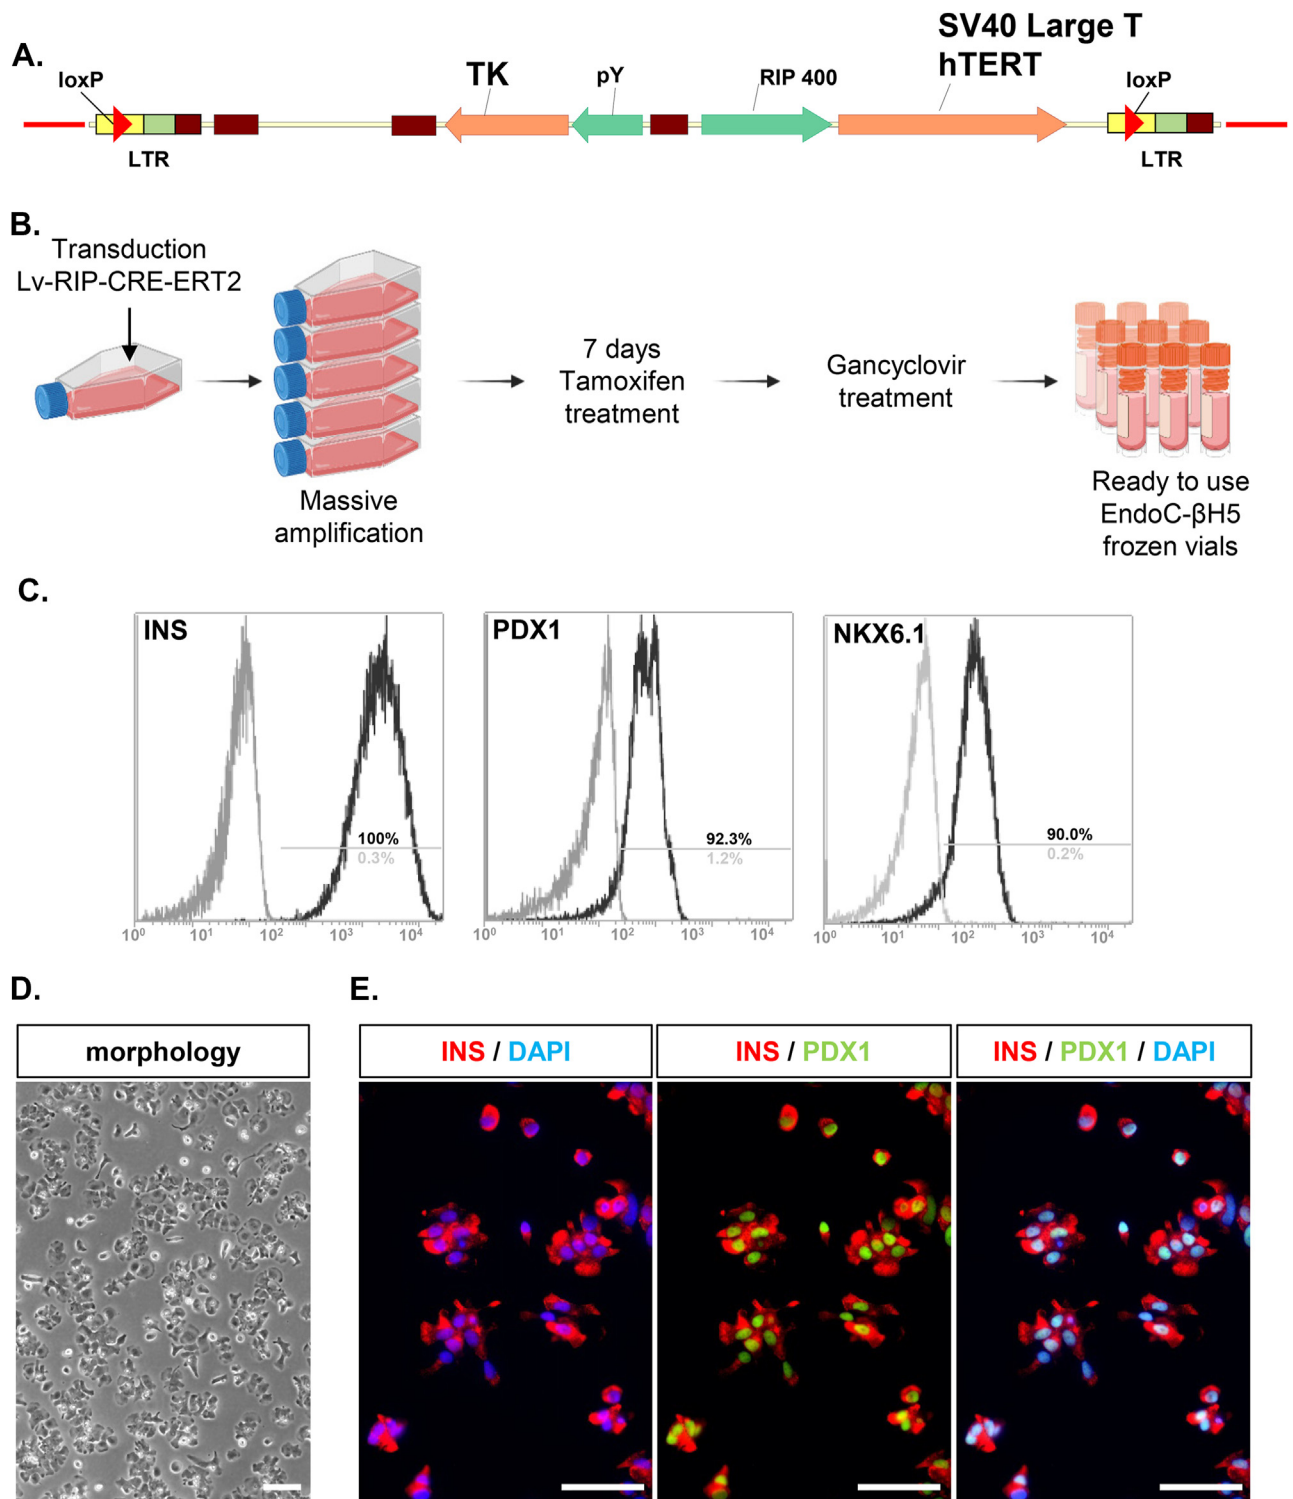 A.
loxP
TK
pY
RIP 400
SV40 Large T
hTERT
loxP
LTR
LTR
B.
Transduction
Lv-RIP-CRE-ERT2
Massive
amplification
7 days
Tamoxifen
treatment
Gancyclovir
treatment
Ready to use
EndoC-βH5
frozen vials
C.
INS
100%
0.3%
10⁰ 10¹ 10² 10³ 10⁴
PDX1
92.3%
1.2%
10⁰ 10¹ 10² 10³ 10⁴
NKX6.1
90.0%
0.2%
10⁰ 10¹ 10² 10³ 10⁴
D.
morphology
E.
INS / DAPI
INS / PDX1
INS / PDX1 / DAPI